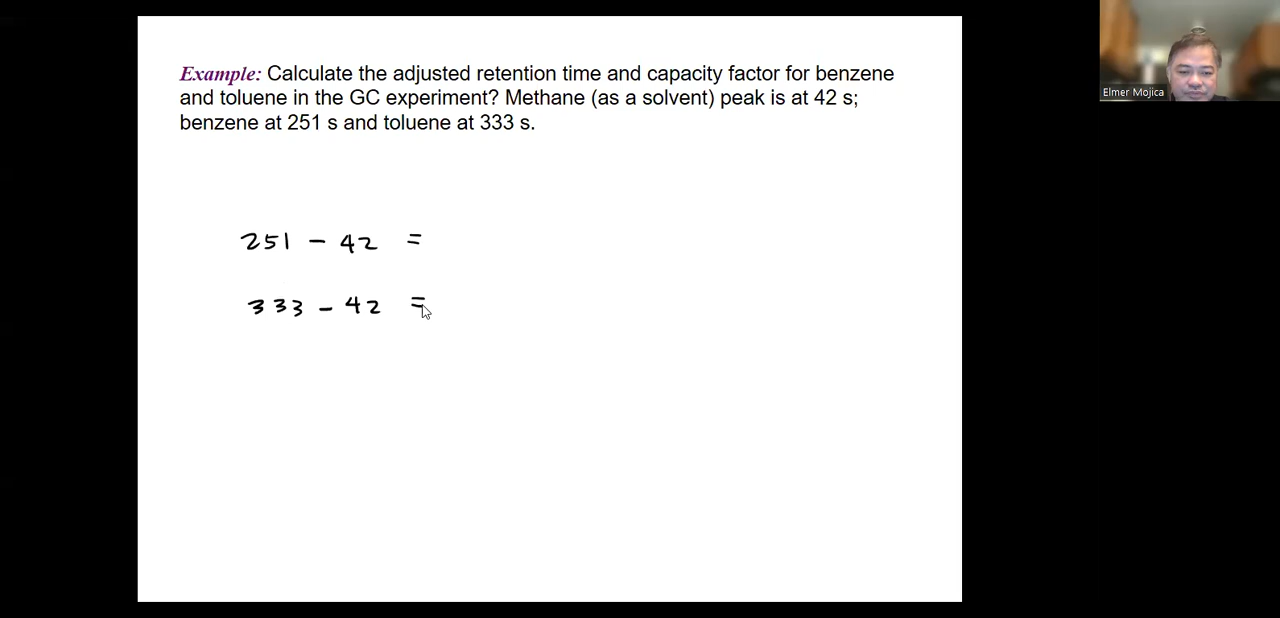 Example: Calculate the adjusted retention time and capacity factor for benzene
and toluene in the GC experiment? Methane (as a solvent) peak is at 42 s;
benzene at 251 s and toluene at 333 s.
Elmer Mojica
251 - 42 =
333 - 42 =